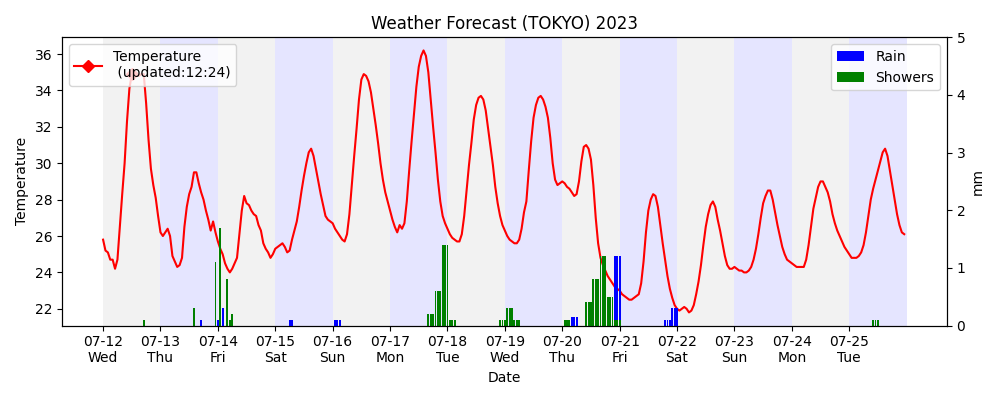 Weather Forecast (TOKYO) 2023
Temperature
(updated:12:24)
Rain
Showers
Temperature
36
34
32
30
28
26
24
22
5
4
3
2
1
0
mm
07-12 07-13 07-14 07-15 07-16 07-17 07-18 07-19 07-20 07-21 07-22 07-23 07-24 07-25
Wed Thu Fri Sat Sun Mon Tue Wed Thu Fri Sat Sun Mon Tue
Date